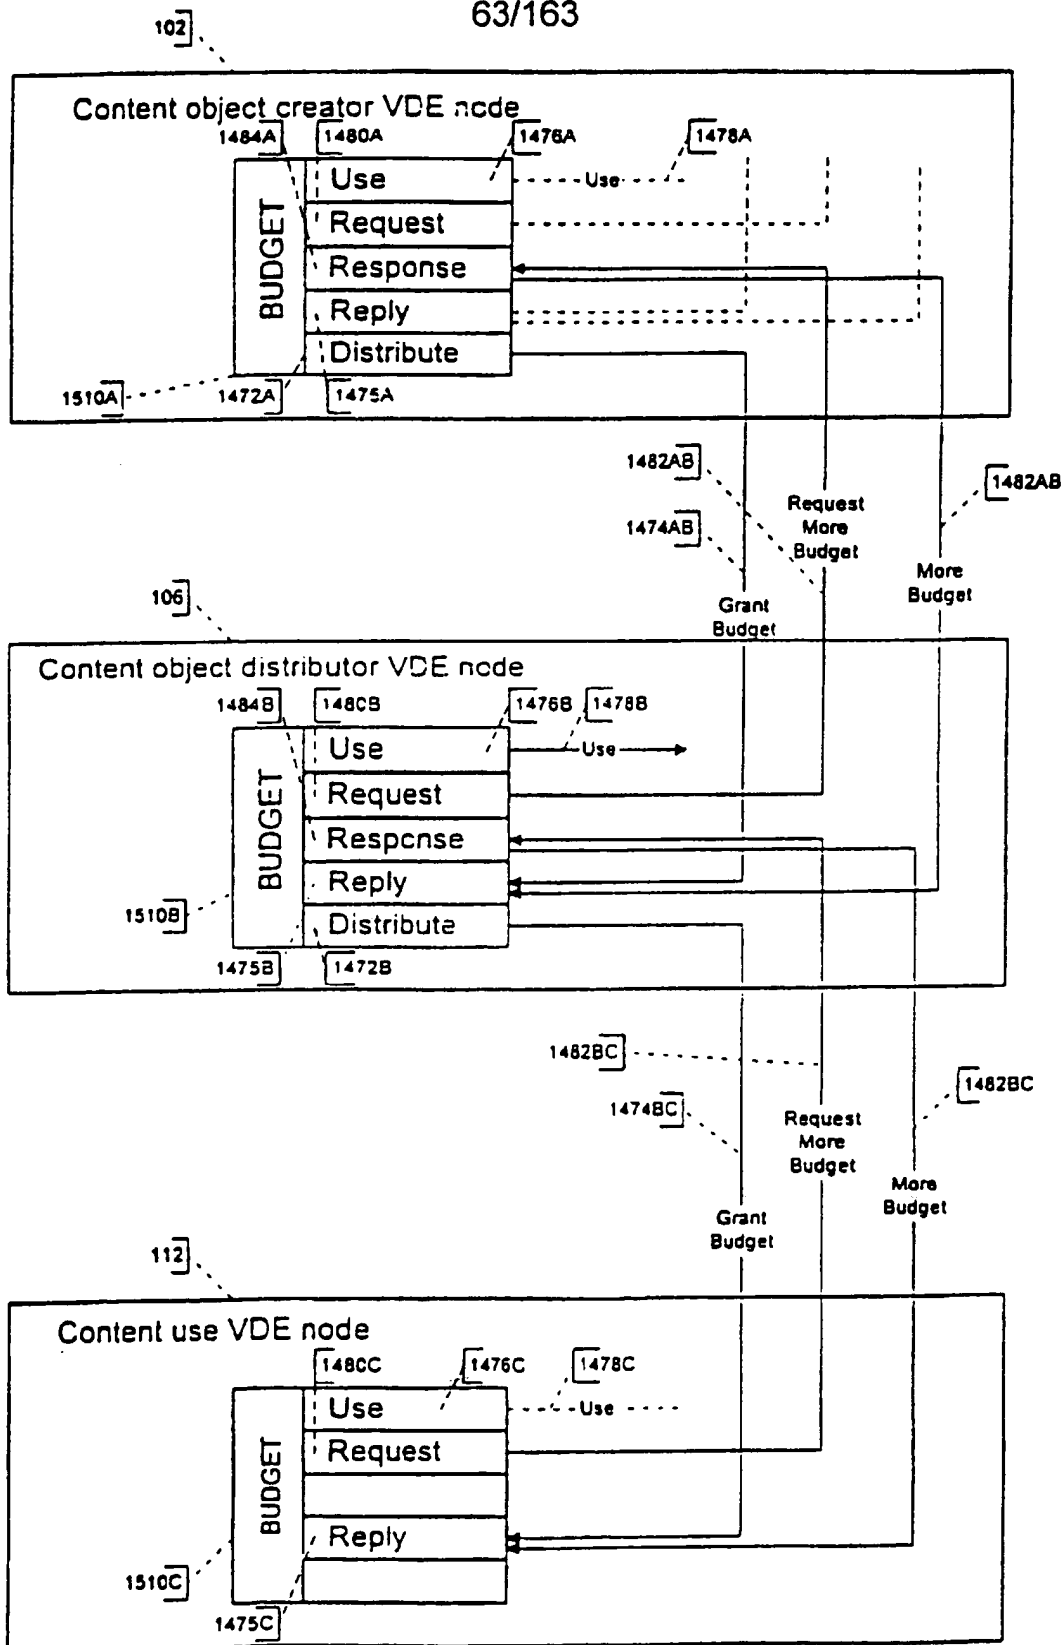 63/163
102
Content object creator VDE node
1484A
1480A
1476A
1478A
BUDGET
Use
Use
Request
Response
Reply
Distribute
1510A
1472A
1475A
1482AB
1482AB
Request
More
Budget
1474AB
More
Budget
Grant
Budget
106
Content object distributor VDE node
1484B
1480B
1476B
1478B
BUDGET
Use
Use
Request
Response
Reply
Distribute
1510B
1475B
1472B
1482BC
1482BC
1474BC
Request
More
Budget
More
Budget
Grant
Budget
112
Content use VDE node
1480C
1476C
1478C
BUDGET
Use
Use
Request
Reply
1510C
1475C